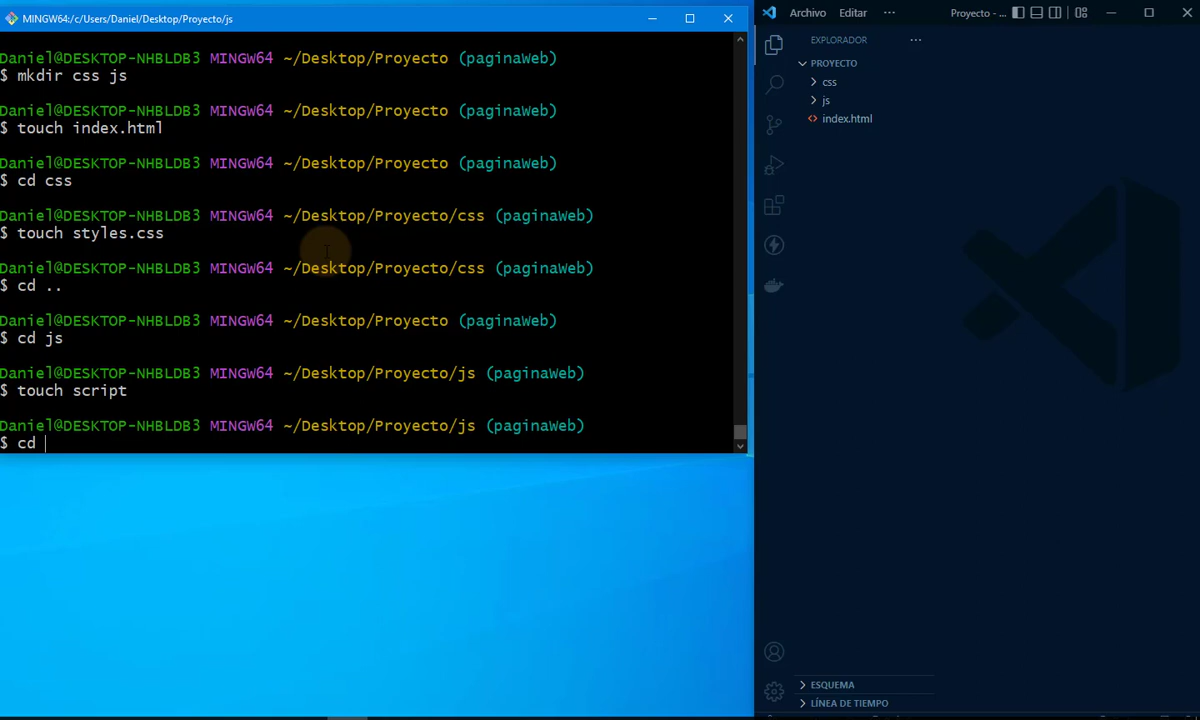 MINGW64:/c/Users/Daniel/Desktop/Proyecto/js
Daniel@DESKTOP-NHBLDB3 MINGW64 ~/Desktop/Proyecto (paginaWeb)
$ mkdir css js
Daniel@DESKTOP-NHBLDB3 MINGW64 ~/Desktop/Proyecto (paginaWeb)
$ touch index.html
Daniel@DESKTOP-NHBLDB3 MINGW64 ~/Desktop/Proyecto (paginaWeb)
$ cd css
Daniel@DESKTOP-NHBLDB3 MINGW64 ~/Desktop/Proyecto/css (paginaWeb)
$ touch styles.css
Daniel@DESKTOP-NHBLDB3 MINGW64 ~/Desktop/Proyecto/css (paginaWeb)
$ cd ..
Daniel@DESKTOP-NHBLDB3 MINGW64 ~/Desktop/Proyecto (paginaWeb)
$ cd js
Daniel@DESKTOP-NHBLDB3 MINGW64 ~/Desktop/Proyecto/js (paginaWeb)
$ touch script
Daniel@DESKTOP-NHBLDB3 MINGW64 ~/Desktop/Proyecto/js (paginaWeb)
$ cd
Archivo Editar ··· Proyecto - ...
EXPLORADOR ···
PROYECTO
css
js
index.html
ESQUEMA
LÍNEA DE TIEMPO